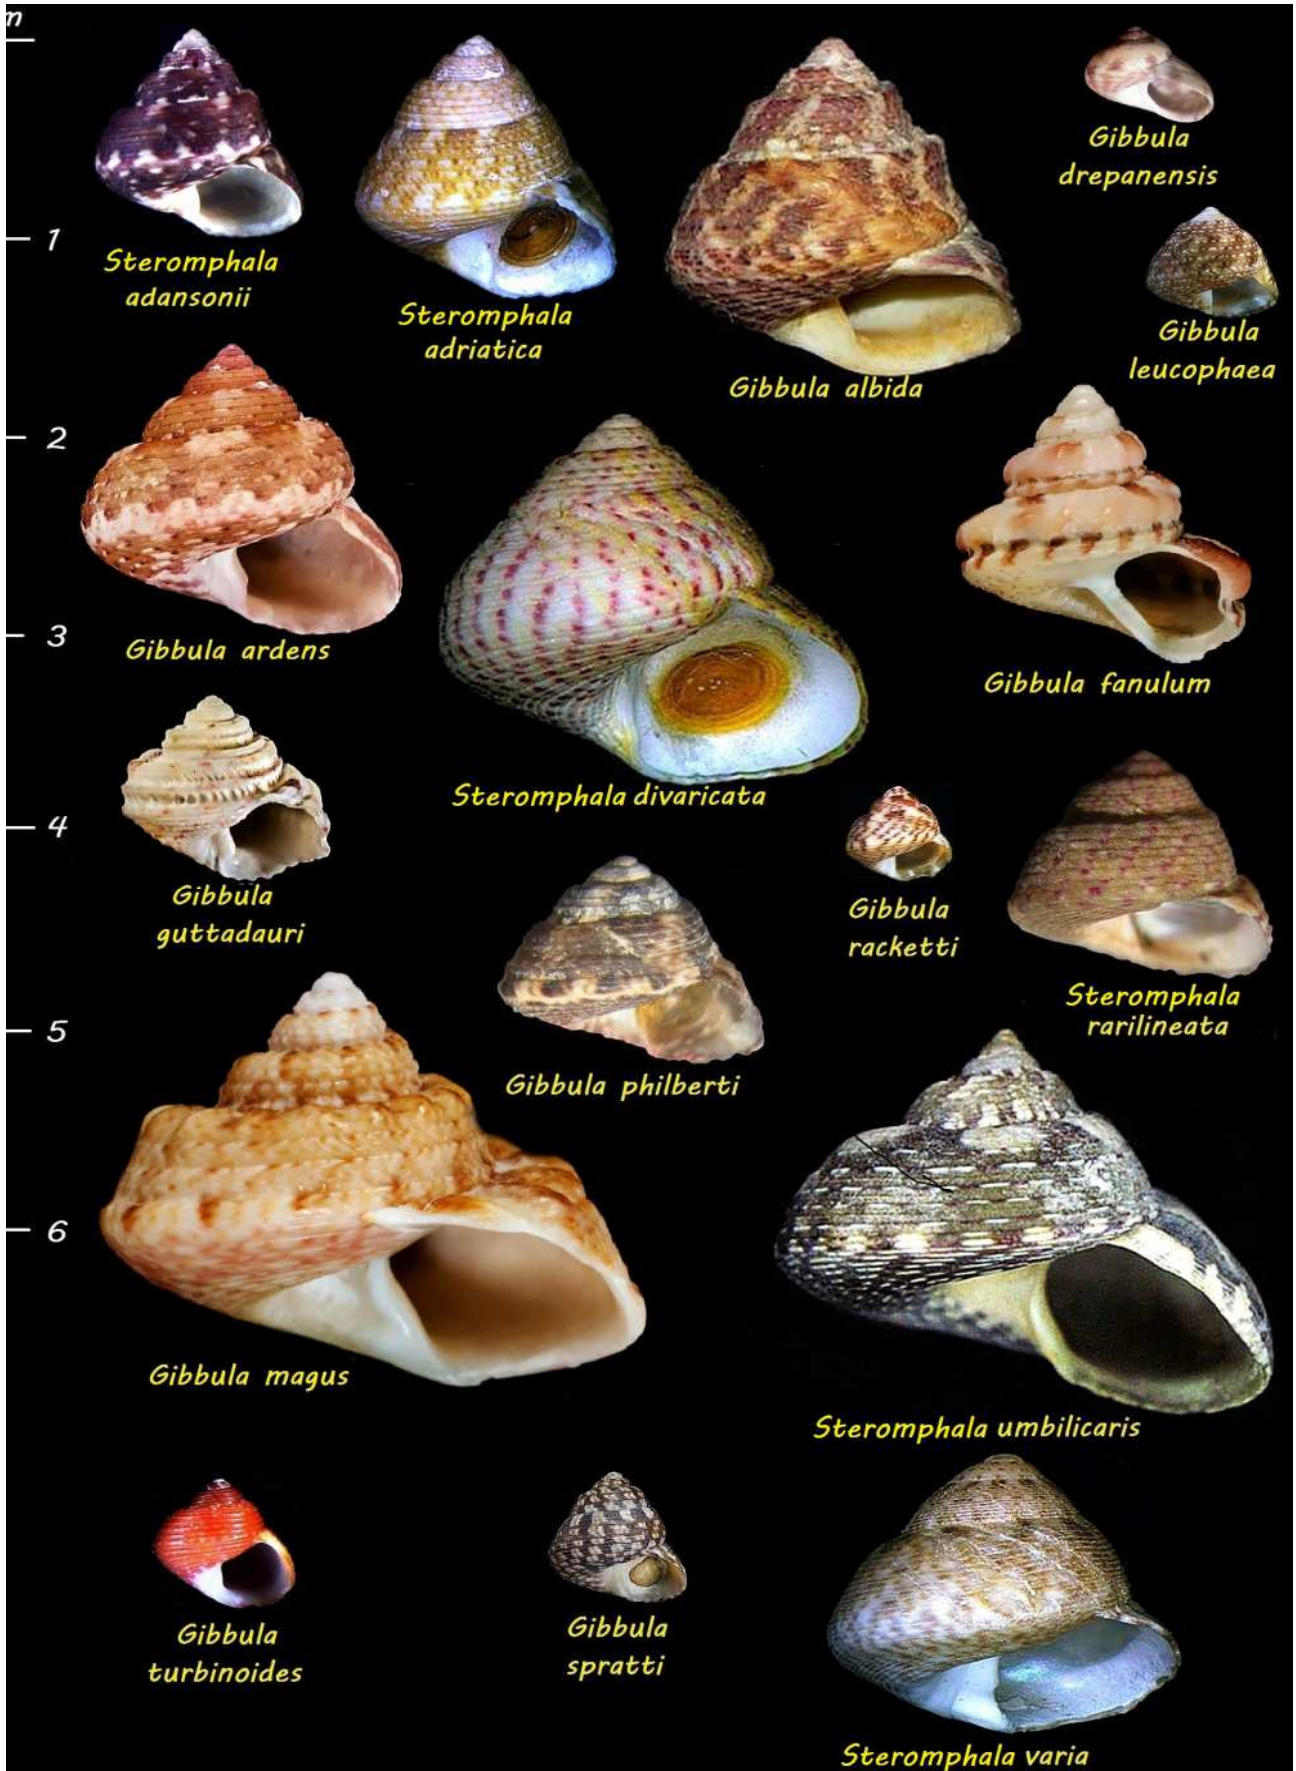 m
Gibbula
drepanensis
1
Steromphala
adansonii
Steromphala
adriatica
Gibbula
leucophaea
Gibbula albida
2
3
Gibbula ardens
Gibbula fanulum
Steromphala divaricata
4
Gibbula
guttadauri
Gibbula
racketti
Steromphala
rarilineata
5
Gibbula philberti
6
Gibbula magus
Steromphala umbilicaris
Gibbula
turbinoides
Gibbula
spratti
Steromphala varia